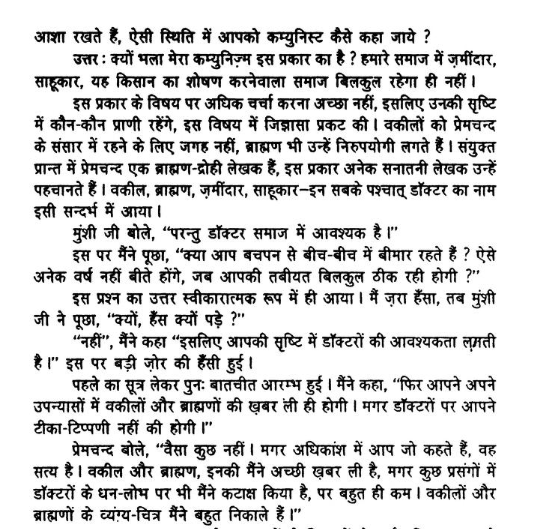 आशा रखते हैं, ऐसी स्थिति में आपको कम्युनिस्ट कैसे कहा जाये ?
उत्तर : क्यों भला मेरा कम्युनिज़्म इस प्रकार का है ? हमारे समाज में ज़मींदार,
साहूकार, यह किसान का शोषण करनेवाला समाज बिलकुल रहेगा ही नहीं।
इस प्रकार के विषय पर अधिक चर्चा करना अच्छा नहीं, इसलिए उनकी सृष्टि
में कौन-कौन प्राणी रहेंगे, इस विषय में जिज्ञासा प्रकट की। वकीलों को प्रेमचन्द
के संसार में रहने के लिए जगह नहीं, ब्राह्मण भी उन्हें निरुपयोगी लगते हैं। संयुक्त
प्रान्त में प्रेमचन्द एक ब्राह्मण-द्रोही लेखक हैं, इस प्रकार अनेक सनातनी लेखक उन्हें
पहचानते हैं। वकील, ब्राह्मण, ज़मींदार, साहूकार—इन सबके पश्चात् डॉक्टर का नाम
इसी सन्दर्भ में आया।
मुंशी जी बोले, “परन्तु डॉक्टर समाज में आवश्यक है।”
इस पर मैंने पूछा, “क्या आप बचपन से बीच-बीच में बीमार रहते हैं ? ऐसे
अनेक वर्ष नहीं बीते होंगे, जब आपकी तबीयत बिलकुल ठीक रही होगी ?”
इस प्रश्न का उत्तर स्वीकारात्मक रूप में ही आया। मैं ज़रा हँसा, तब मुंशी
जी ने पूछा, “क्यों, हँस क्यों पड़े ?”
“नहीं”, मैंने कहा “इसलिए आपकी सृष्टि में डॉक्टरों की आवश्यकता लगती
है।” इस पर बड़ी ज़ोर की हँसी हुई।
पहले का सूत्र लेकर पुनः बातचीत आरम्भ हुई। मैंने कहा, “फिर आपने अपने
उपन्यासों में वकीलों और ब्राह्मणों की ख़बर ली ही होगी। मगर डॉक्टरों पर आपने
टीका-टिप्पणी नहीं की होगी।”
प्रेमचन्द बोले, “वैसा कुछ नहीं। मगर अधिकांश में आप जो कहते हैं, वह
सत्य है। वकील और ब्राह्मण, इनकी मैंने अच्छी ख़बर ली है, मगर कुछ प्रसंगों में
डॉक्टरों के धन-लोभ पर भी मैंने कटाक्ष किया है, पर बहुत ही कम। वकीलों और
ब्राह्मणों के व्यंग्य-चित्र मैंने बहुत निकाले हैं।”